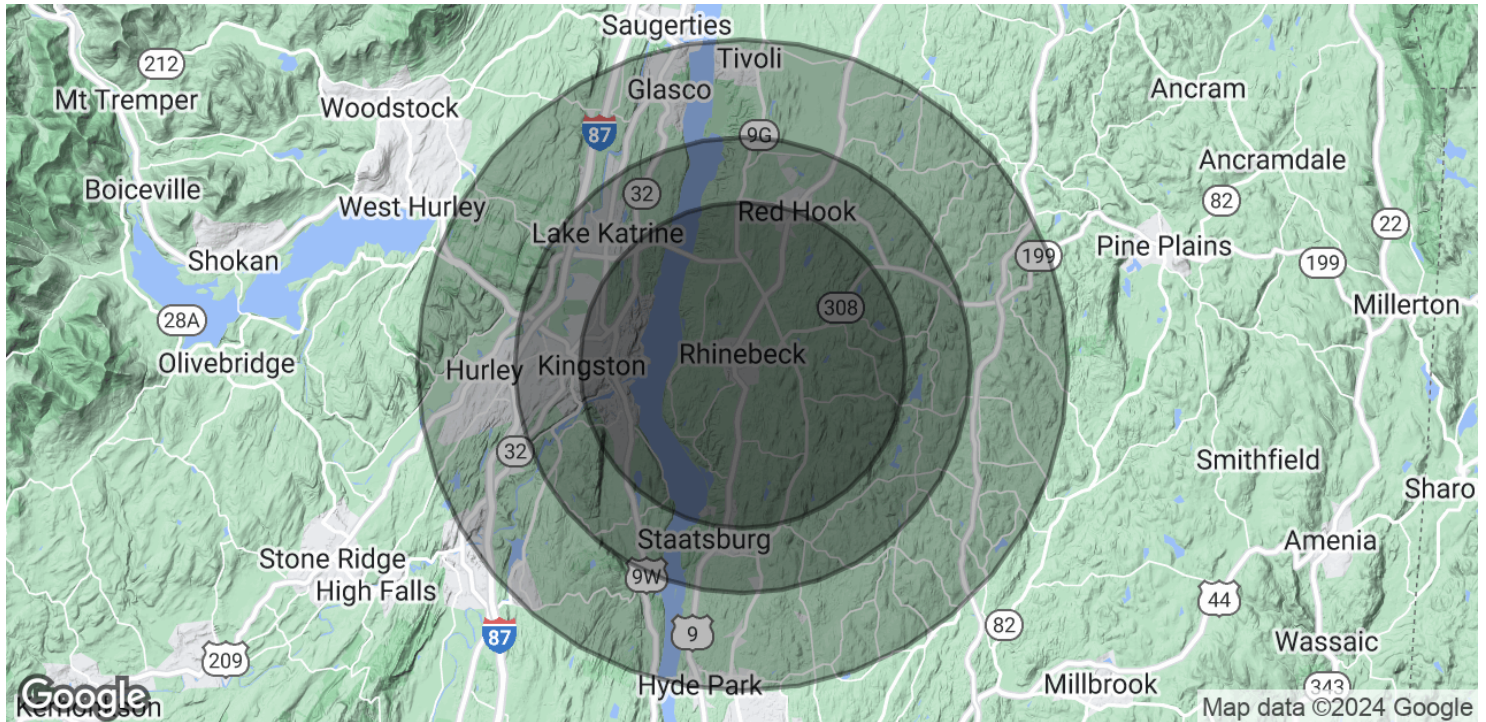 Saugerties
Tivoli
212
Mt Tremper
Glasco
Ancram
Woodstock
87
9G
Ancramdale
Boiceville
32
82
West Hurley
Red Hook
22
Lake Katrine
Pine Plains
Shokan
199
199
308
Millerton
28A
Olivebridge
Rhinebeck
Hurley
Kingston
32
Smithfield
Sharo
Staatsburg
Amenia
Stone Ridge
9W
High Falls
44
87
9
82
Wassaic
209
Hyde Park
Millbrook
343
Google
Map data ©2024 Google